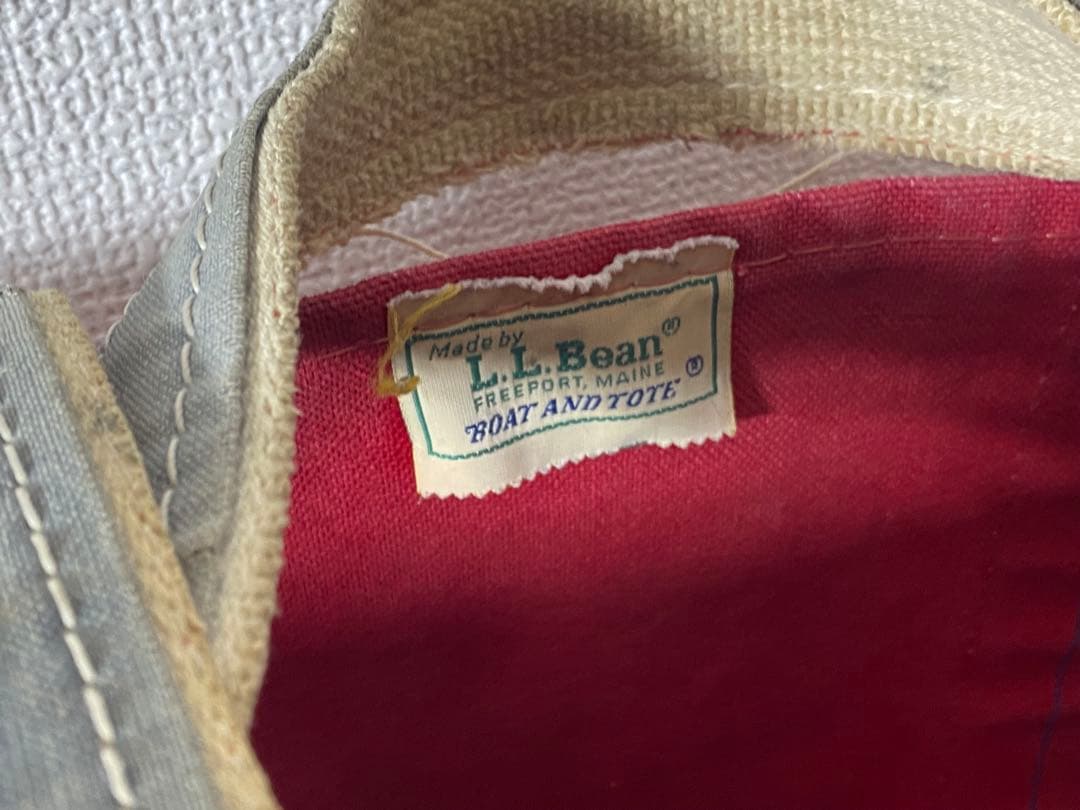 Made by
L.L.Bean®
FREEPORT, MAINE
BOAT AND TOTE®